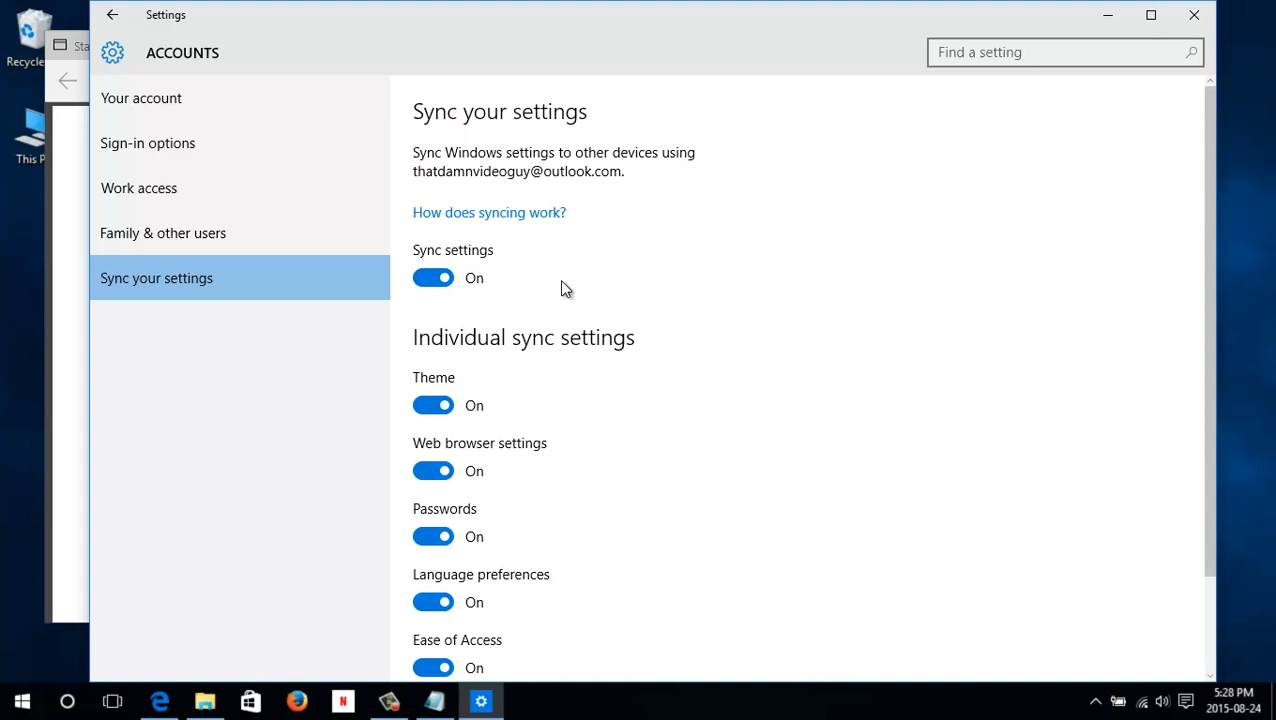 Settings
ACCOUNTS
Find a setting
Recycle
Sta
This P
Your account
Sign-in options
Work access
Family & other users
Sync your settings
Sync your settings
Sync Windows settings to other devices using
thatdamnvideoguy@outlook.com.
How does syncing work?
Sync settings
On
Individual sync settings
Theme
On
Web browser settings
On
Passwords
On
Language preferences
On
Ease of Access
On
N
5:28 PM
2015-08-24